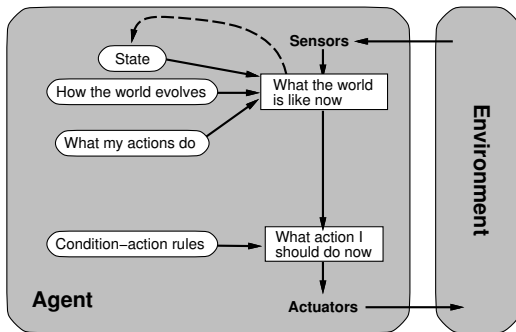 Sensors
State
How the world evolves
What the world
is like now
What my actions do
Environment
Condition−action rules
What action I
should do now
Agent
Actuators